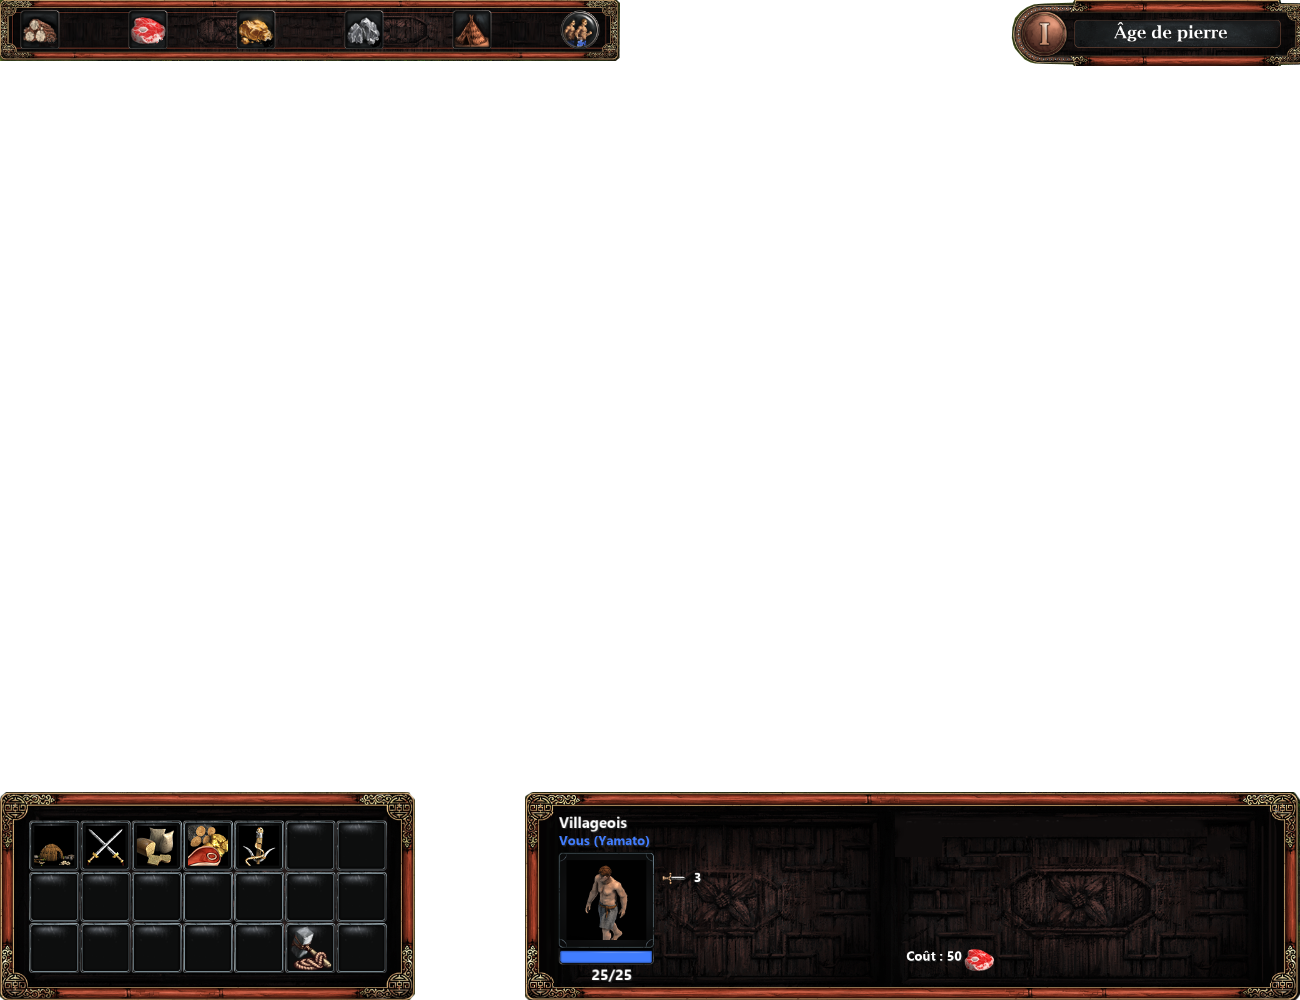 I
Âge de pierre
Villageois
Vous (Yamato)
3
Coût : 50
25/25